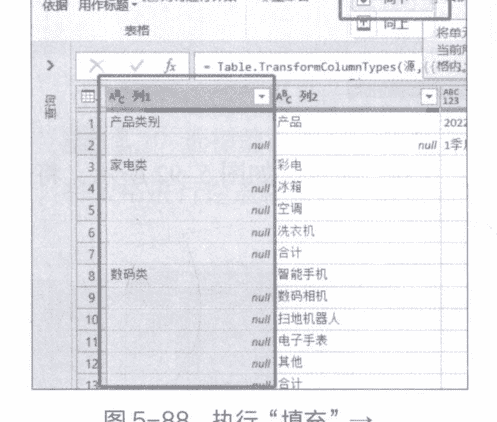 依据 用作标题
表格
向上
将单元
当前
格内。
= Table.TransformColumnTypes(源,{{
查询
ABC 列1 ABC 列2 ABC 123
1 产品类别 产品 2022
2 null null 1季
3 家电类 彩电
4 null 冰箱
5 null 空调
6 null 洗衣机
7 null 合计
8 数码类 智能手机
9 null 数码相机
10 null 扫地机器人
11 null 电子手表
12 null 其他
13 null 合计
图 5-88 执行“填充”→